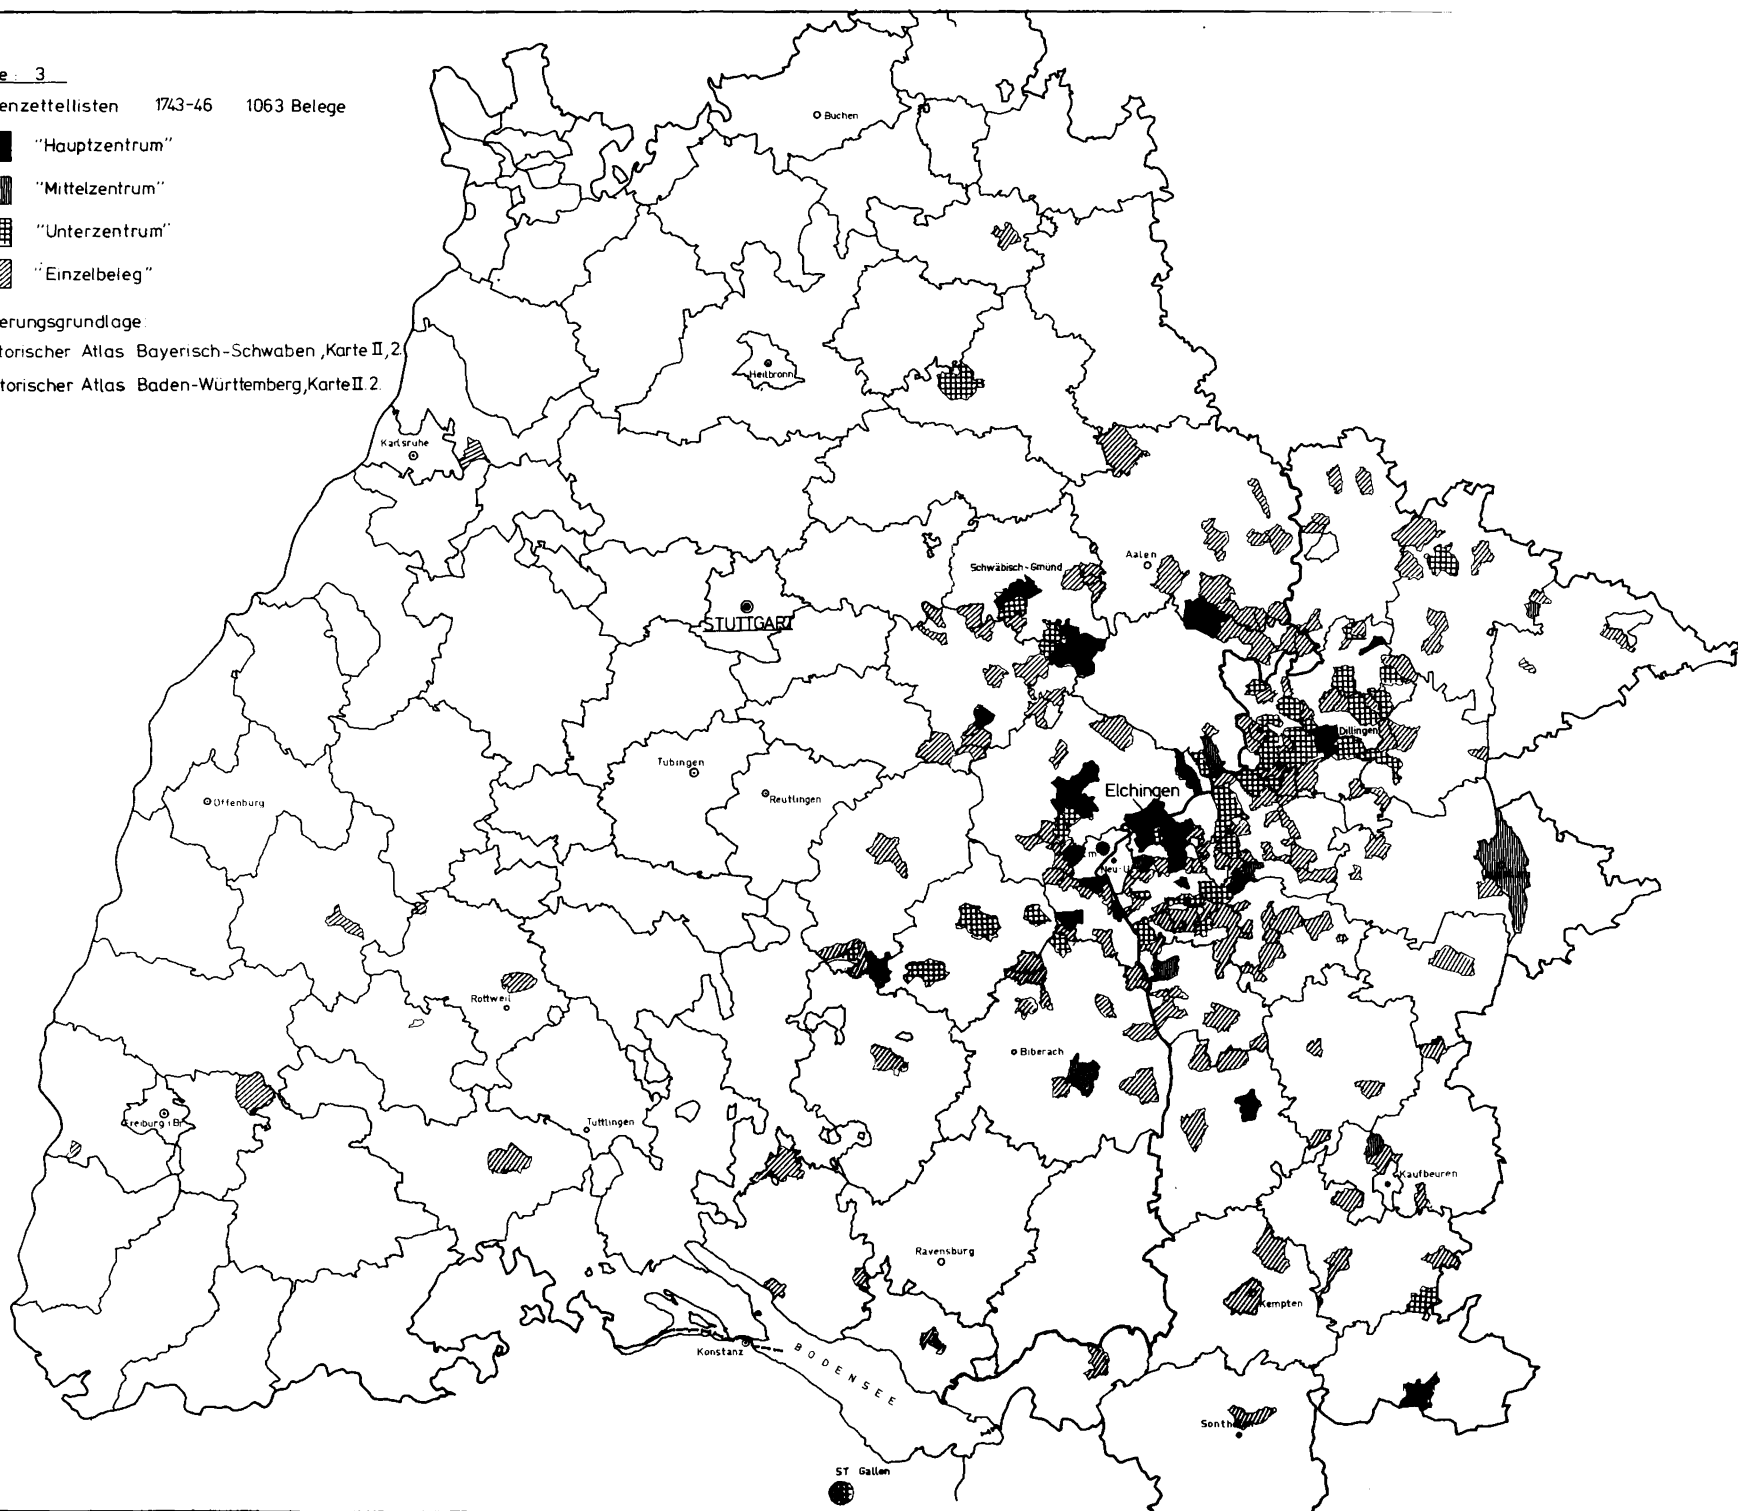 e: 3
enzettellisten 1743-46 1063 Belege
"Hauptzentrum"
"Mittelzentrum"
"Unterzentrum"
"Einzelbeleg"
erungsgrundlage:
torischer Atlas Bayerisch-Schwaben, Karte II, 2.
torischer Atlas Baden-Württemberg, Karte II. 2.
Buchen
Heilbronn
Karlsruhe
Aalen
Schwäbisch-Gmünd
STUTTGART
Dillingen
Tübingen
Elchingen
Reutlingen
Offenburg
Neu-U
Rottweil
Biberach
Freiburg i Br
Tuttlingen
Kaufbeuren
Ravensburg
Kempten
Konstanz
BODENSEE
Sonth
ST Gallen